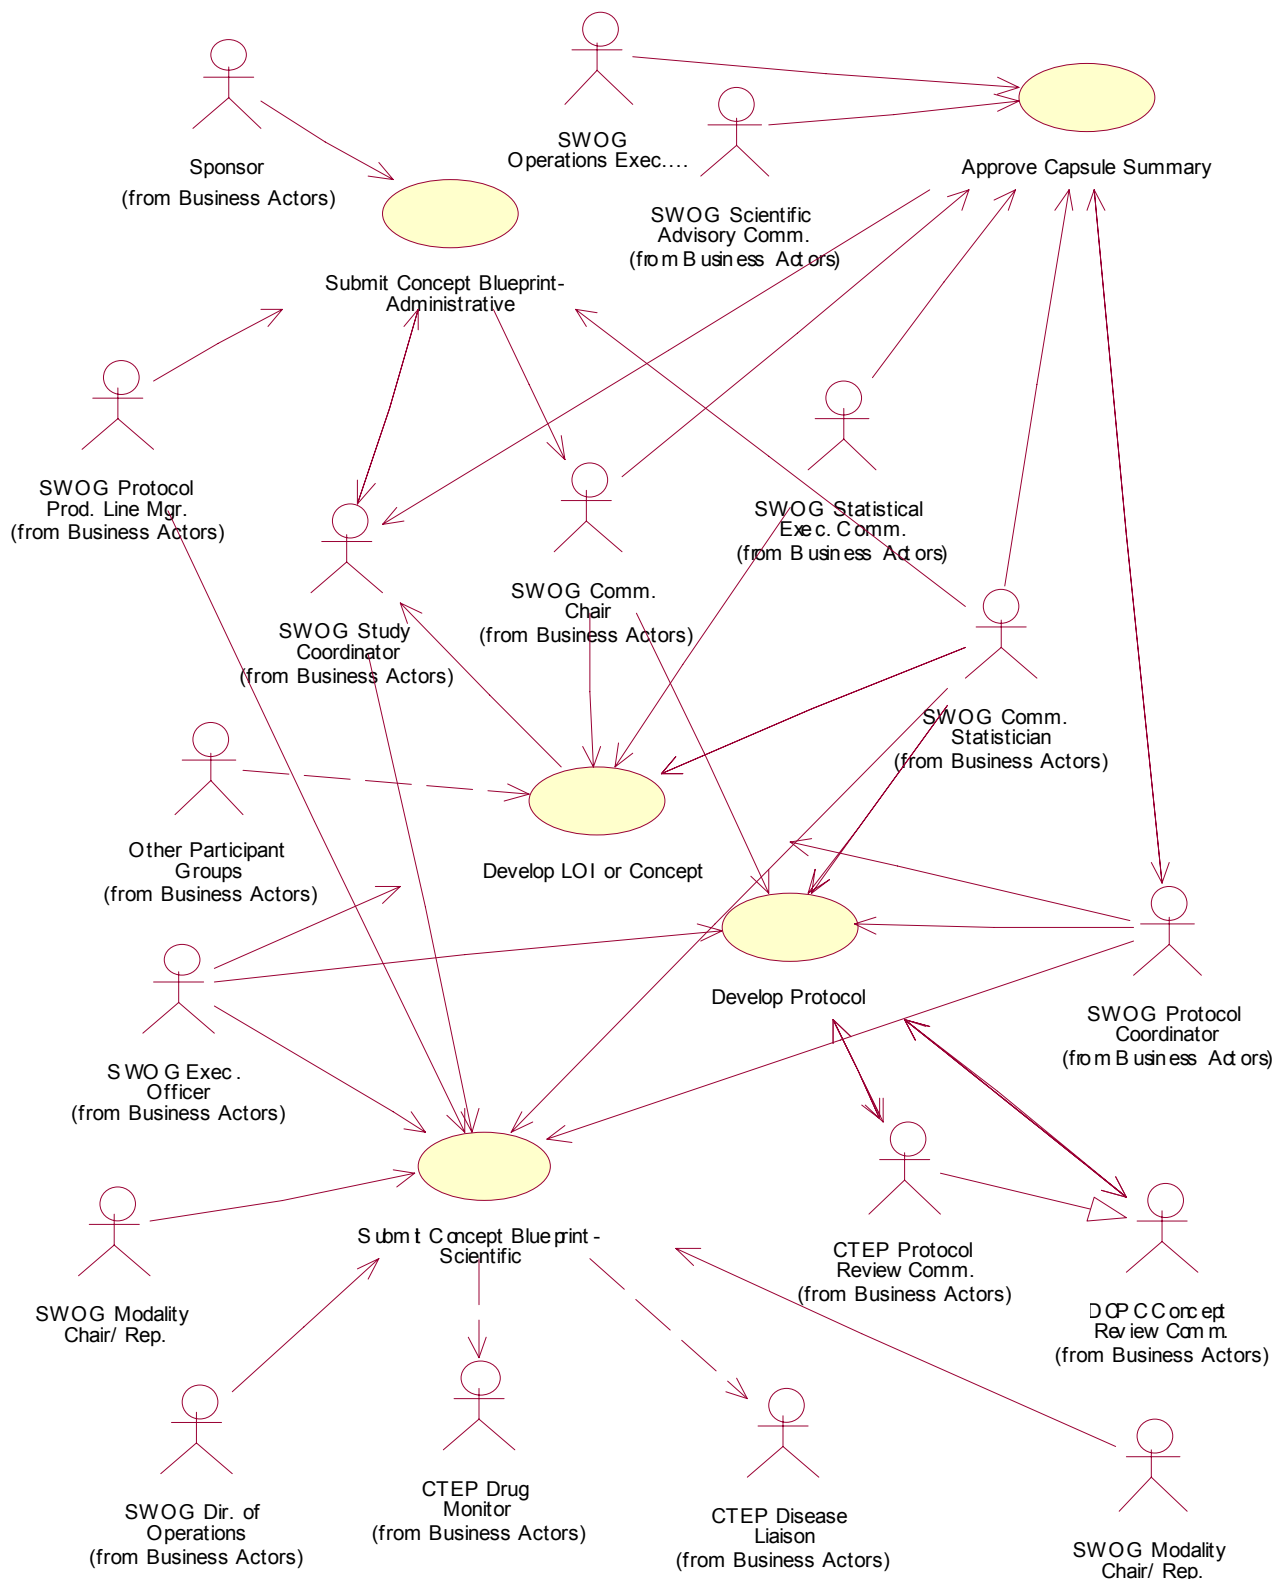 SWOG
Operations Exec....
Sponsor
(from Business Actors)
Approve Capsule Summary
SWOG Scientific
Advisory Comm.
(from Business Actors)
Submit Concept Blueprint-
Administrative
SWOG Protocol
Prod. Line Mgr.
(from Business Actors)
SWOG Statistical
Exec. Comm.
(from Business Actors)
SWOG Comm.
Chair
(from Business Actors)
SWOG Study
Coordinator
(from Business Actors)
SWOG Comm.
Statistician
(from Business Actors)
Other Participant
Groups
(from Business Actors)
Develop LOI or Concept
Develop Protocol
SWOG Protocol
Coordinator
(from Business Actors)
SWOG Exec.
Officer
(from Business Actors)
Submit Concept Blueprint-
Scientific
CTEP Protocol
Review Comm.
(from Business Actors)
SWOG Modality
Chair/ Rep.
DCPC Concept
Review Comm.
(from Business Actors)
SWOG Dir. of
Operations
(from Business Actors)
CTEP Drug
Monitor
(from Business Actors)
CTEP Disease
Liaison
(from Business Actors)
SWOG Modality
Chair/ Rep.